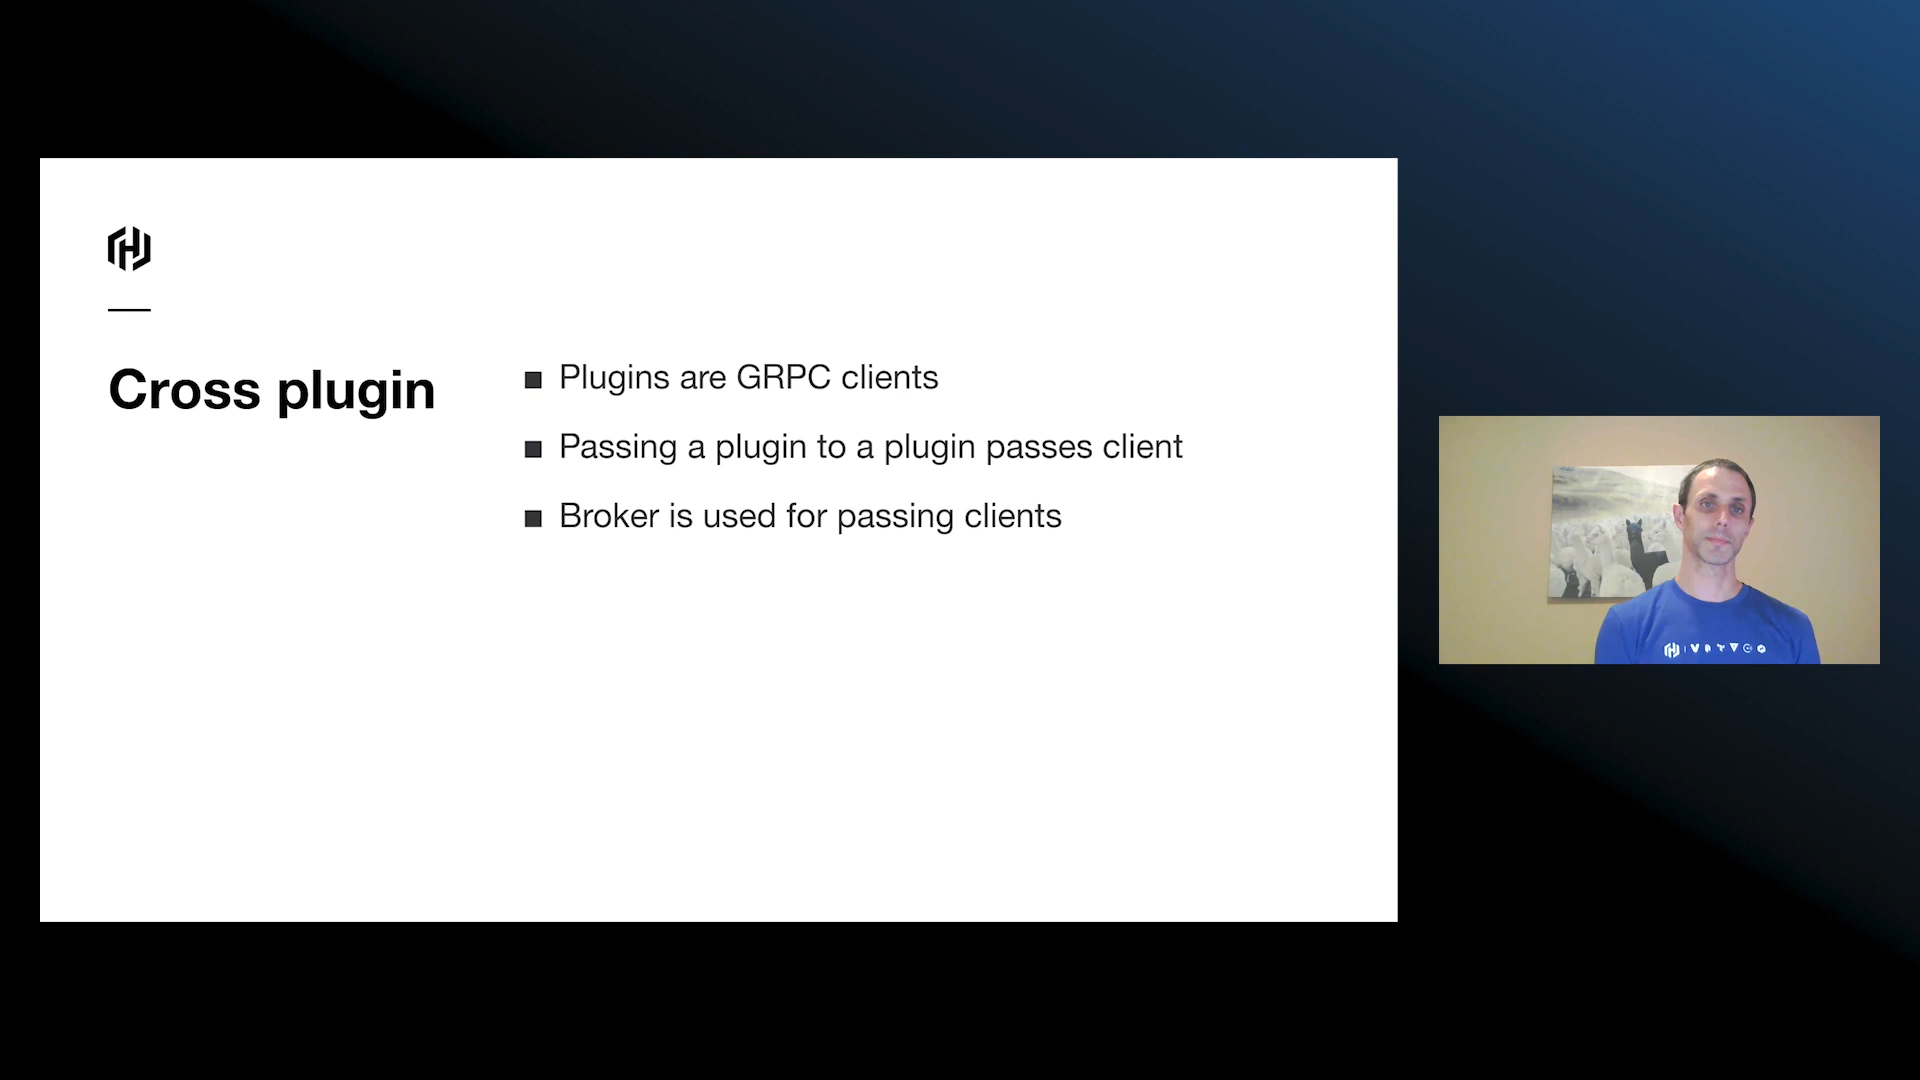 Cross plugin
Plugins are GRPC clients
Passing a plugin to a plugin passes client
Broker is used for passing clients